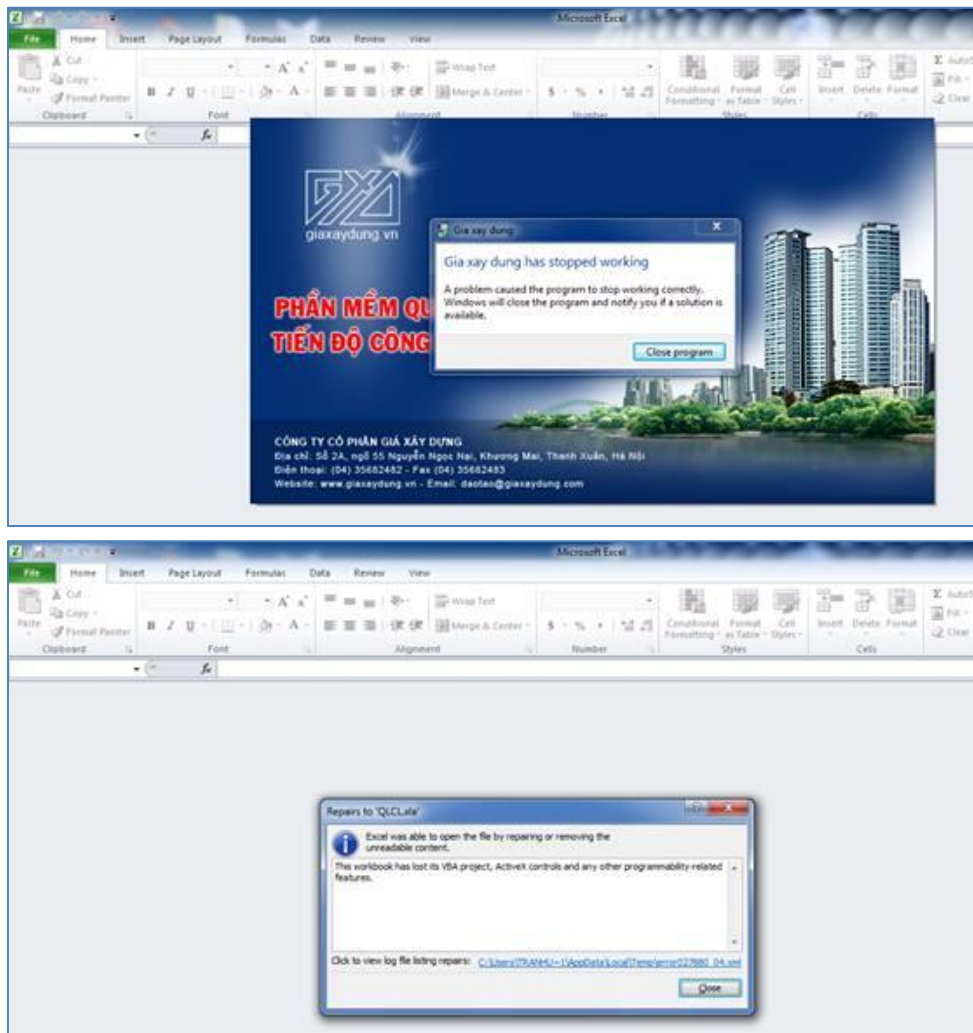 Microsoft Excel
File Home Insert Page Layout Formulas Data Review View
Cut
Copy
Paste
Format Painter
Wrap Text
Merge & Center
Conditional Formatting
Format as Table
Cell Styles
Insert Delete Format
Fill
Clear
Clipboard Font Alignment Number Styles Cells
GXD
giaxaydung.vn
Gia xay dung
Gia xay dung has stopped working
A problem caused the program to stop working correctly.
Windows will close the program and notify you if a solution is
available.
Close program
PHẦN MỀM QU
TIẾN ĐỘ CÔNG
CÔNG TY CỔ PHẦN GIÁ XÂY DỰNG
Địa chỉ: Số 2A, ngõ 55 Nguyễn Ngọc Nại, Khương Mai, Thanh Xuân, Hà Nội
Điện thoại: (04) 35682482 - Fax (04) 35682483
Website: www.giaxaydung.vn - Email: daotao@giaxaydung.com
Microsoft Excel
File Home Insert Page Layout Formulas Data Review View
Cut
Copy
Paste
Format Painter
Wrap Text
Merge & Center
Conditional Formatting
Format as Table
Cell Styles
Insert Delete Format
Fill
Clear
Clipboard Font Alignment Number Styles Cells
Repairs to 'QLCL.xla'
Excel was able to open the file by repairing or removing the
unreadable content.
This workbook has lost its VBA project, ActiveX controls and any other programmability-related
features.
Click to view log file listing repairs: C:\Users\TRANHU~1\AppData\Local\Temp\error027880_04.xml
Close